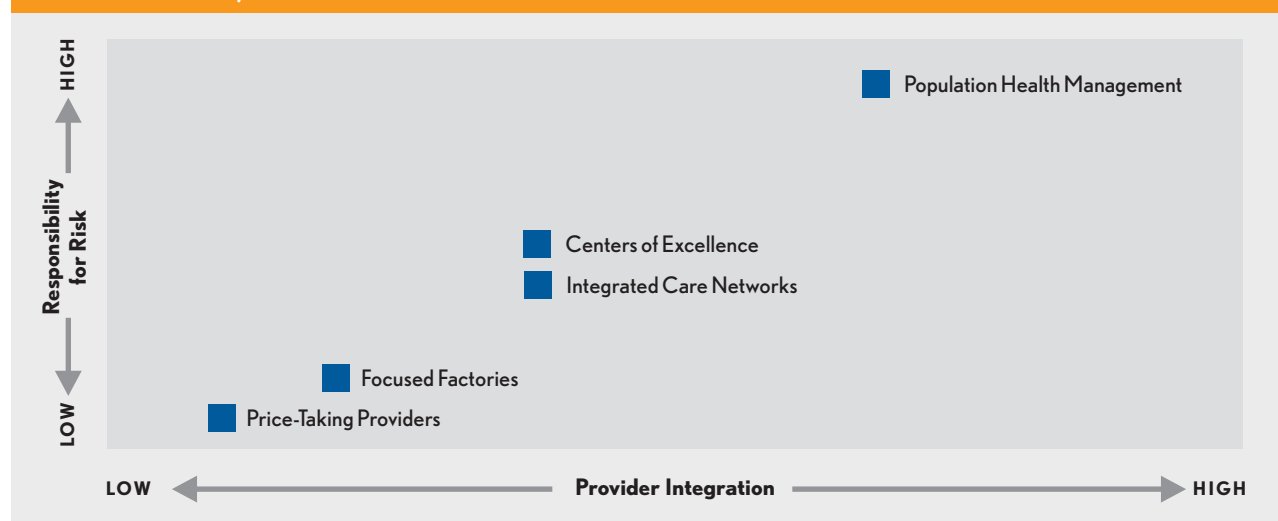 HIGH
Population Health Management
Responsibility
for Risk
Centers of Excellence
Integrated Care Networks
Focused Factories
Price-Taking Providers
LOW
LOW
Provider Integration
HIGH